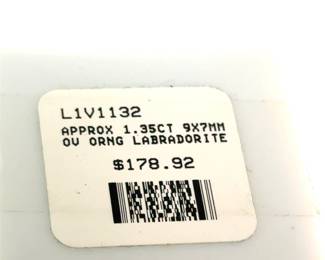 L1V1132
APPROX 1.35CT 9X7MM
OV ORNG LABRADORITE
$178.92